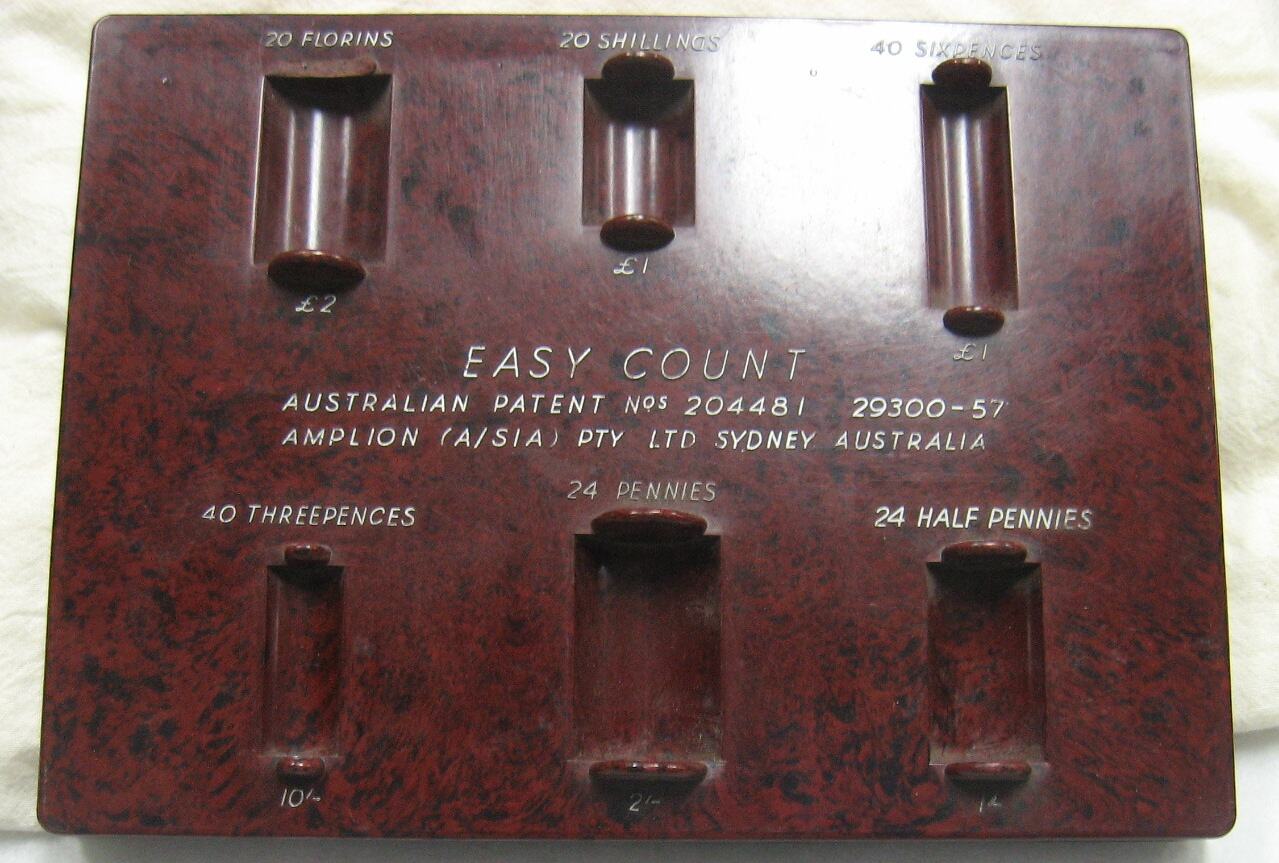 20 FLORINS
20 SHILLINGS
40 SIXPENCES
£2
£1
£1
EASY COUNT
AUSTRALIAN PATENT Nos 204481 29300-57
AMPLION (A/SIA) PTY LTD SYDNEY AUSTRALIA
40 THREEPENCES
24 PENNIES
24 HALF PENNIES
10/-
2/-
1/-